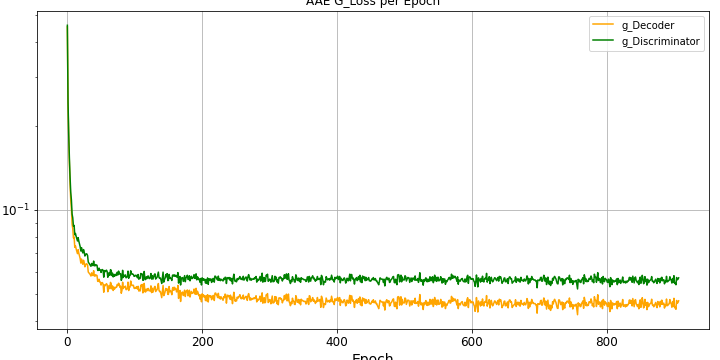 AAE G_Loss per Epoch
g_Decoder
g_Discriminator
10⁻¹
0 200 400 600 800
Epoch